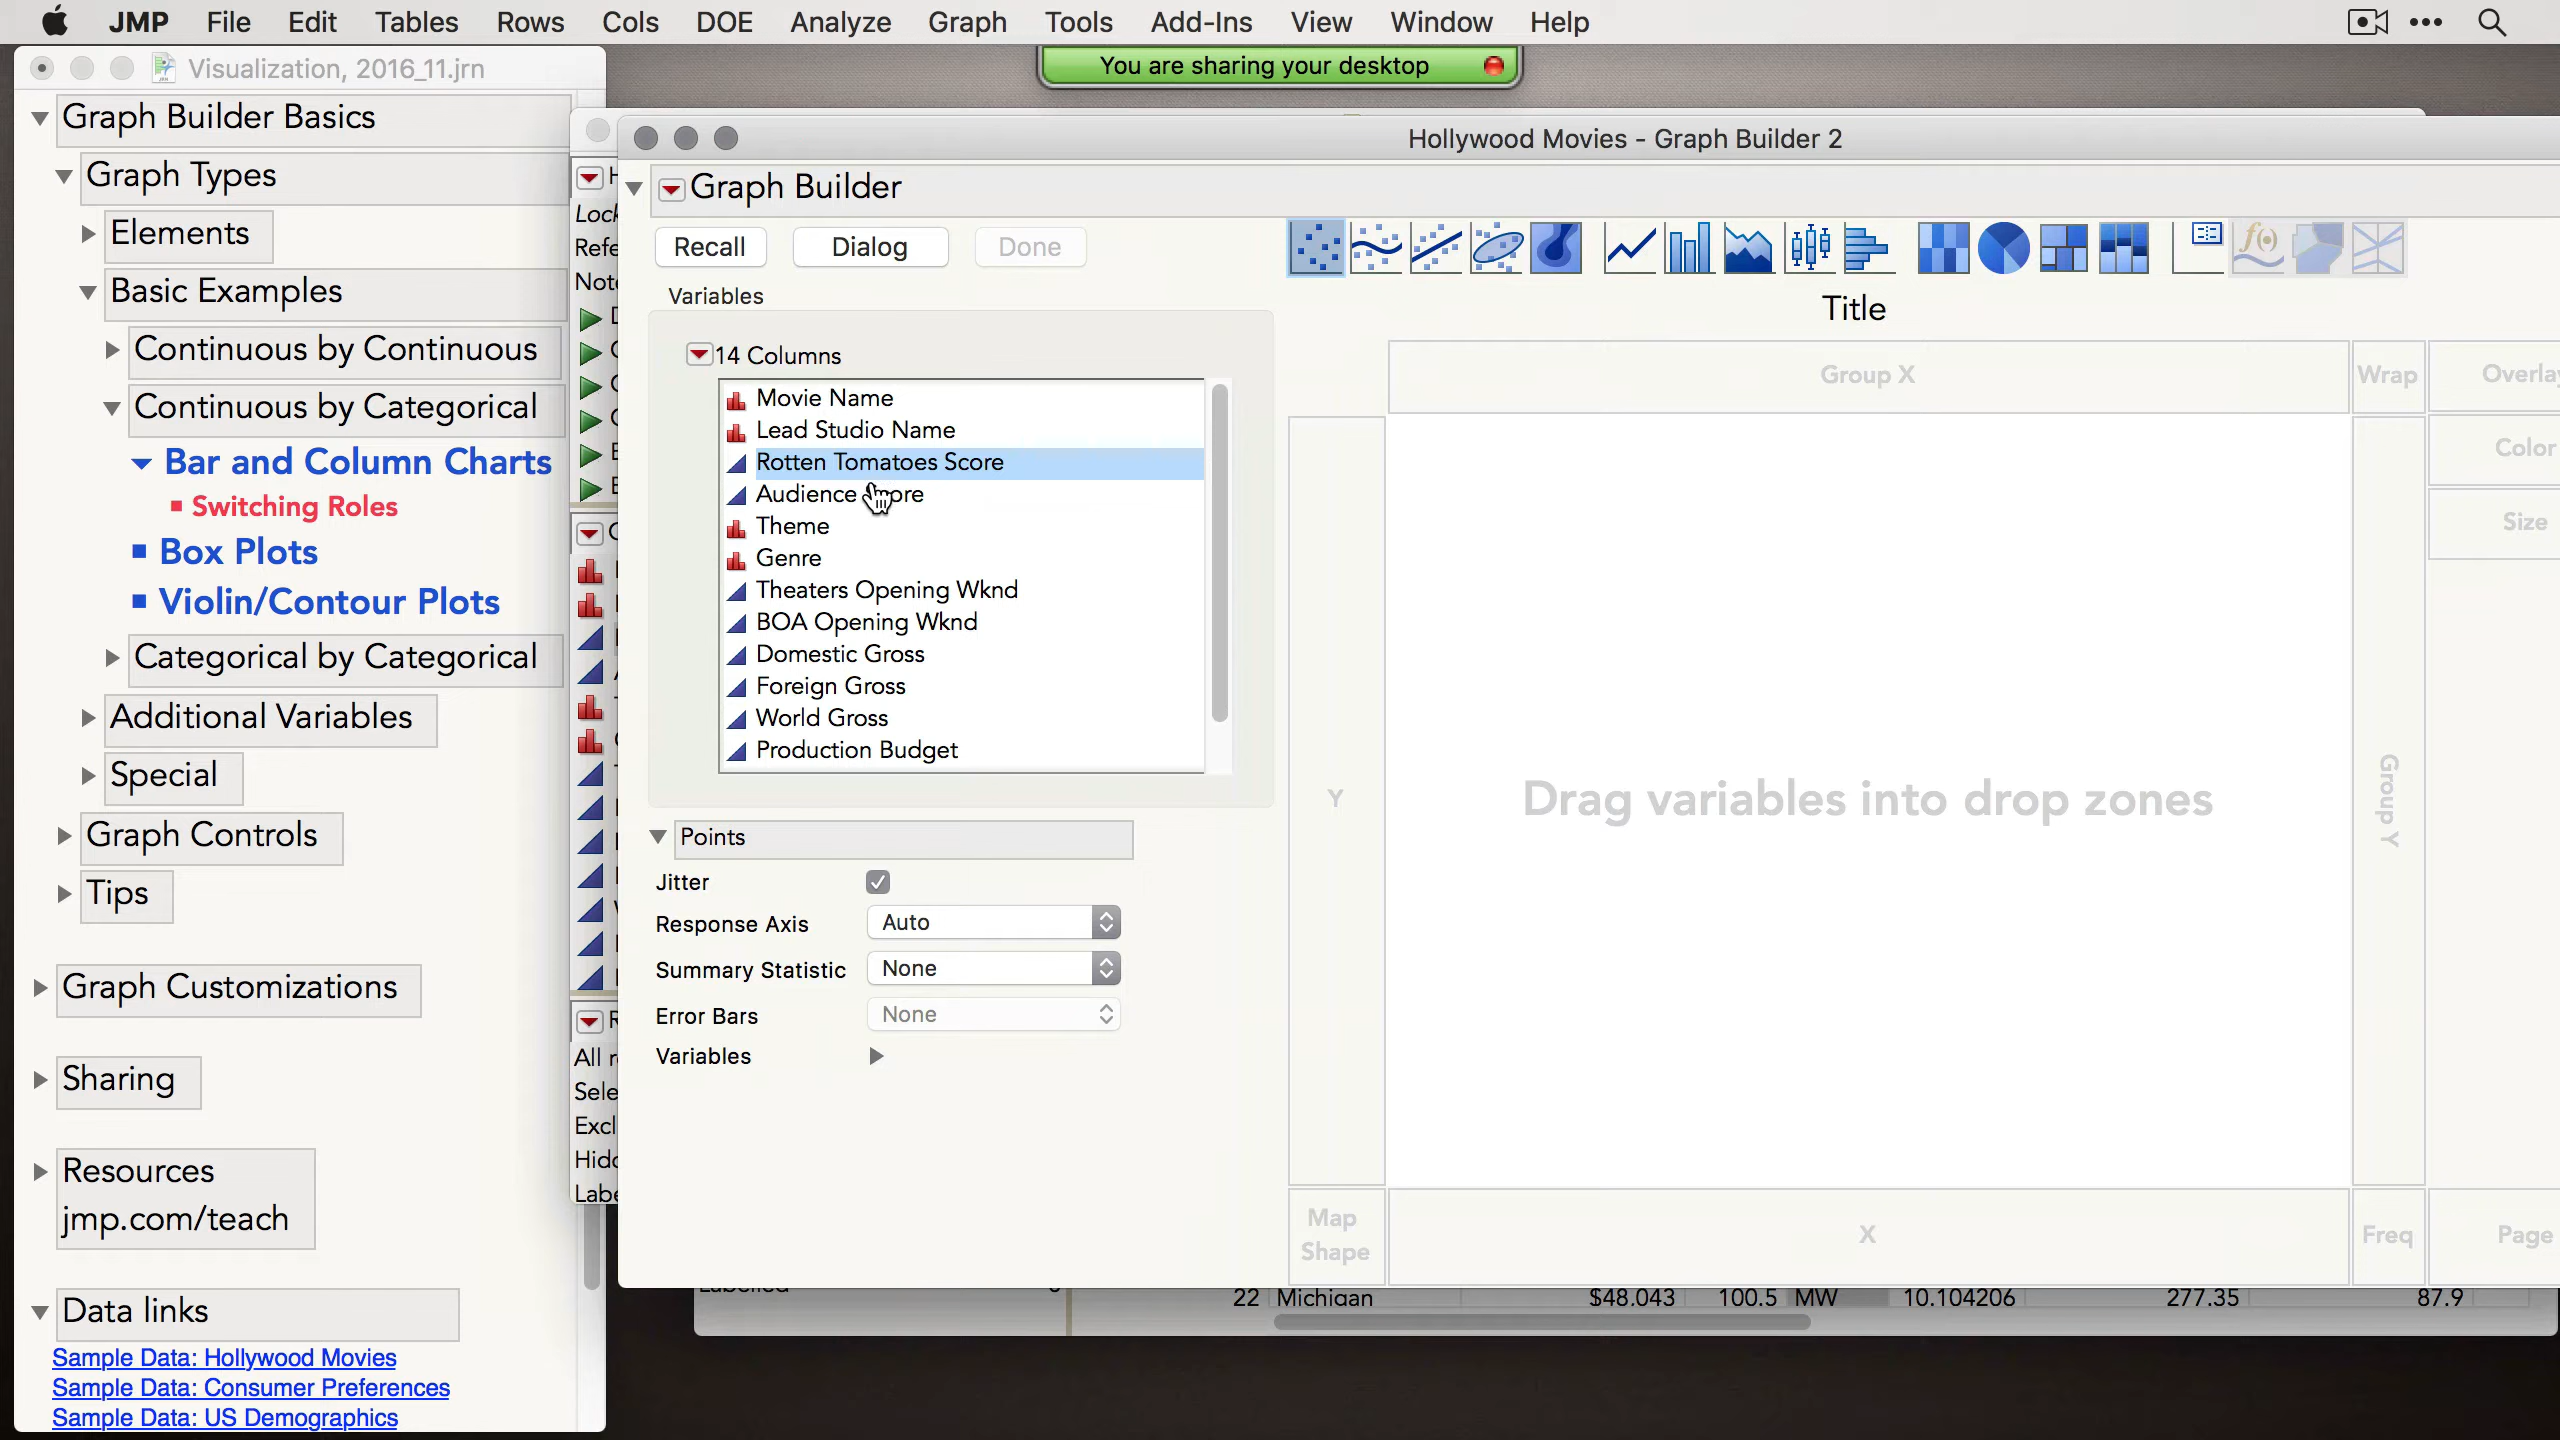 JMP File Edit Tables Rows Cols DOE Analyze Graph Tools Add-Ins View Window Help
Visualization, 2016_11.jrn
You are sharing your desktop
Graph Builder Basics
Graph Types
Elements
Basic Examples
Continuous by Continuous
Continuous by Categorical
Bar and Column Charts
Switching Roles
Box Plots
Violin/Contour Plots
Categorical by Categorical
Additional Variables
Special
Graph Controls
Tips
Graph Customizations
Sharing
Resources
jmp.com/teach
Data links
Sample Data: Hollywood Movies
Sample Data: Consumer Preferences
Sample Data: US Demographics
Hollywood Movies - Graph Builder 2
Graph Builder
Recall Dialog Done
Variables
14 Columns
Movie Name
Lead Studio Name
Rotten Tomatoes Score
Audience
Theme
Genre
Theaters Opening Wknd
BOA Opening Wknd
Domestic Gross
Foreign Gross
World Gross
Production Budget
Points
Jitter
Response Axis Auto
Summary Statistic None
Error Bars None
Variables
Title
Group X
Wrap
Color
Size
Y
Drag variables into drop zones
Group Y
Map
Shape
X
Freq
Page
All
22 Michigan $48.043 100.5 MW 10.104206 277.35 87.9